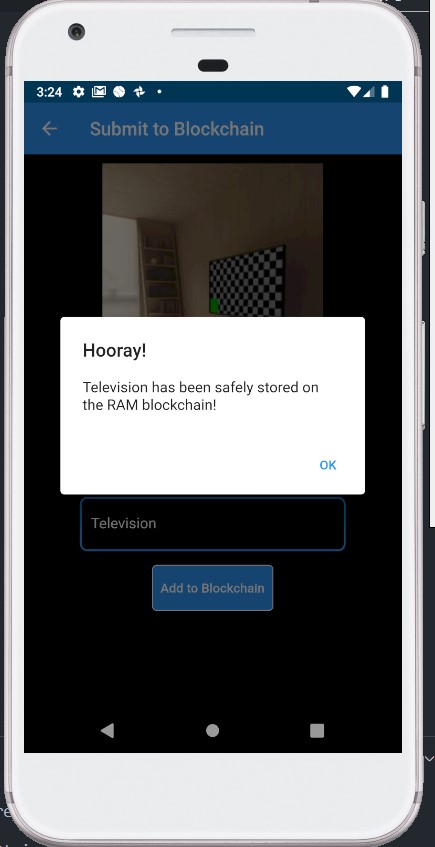 3:24
Submit to Blockchain
Hooray!
Television has been safely stored on
the RAM blockchain!
OK
Television
Add to Blockchain